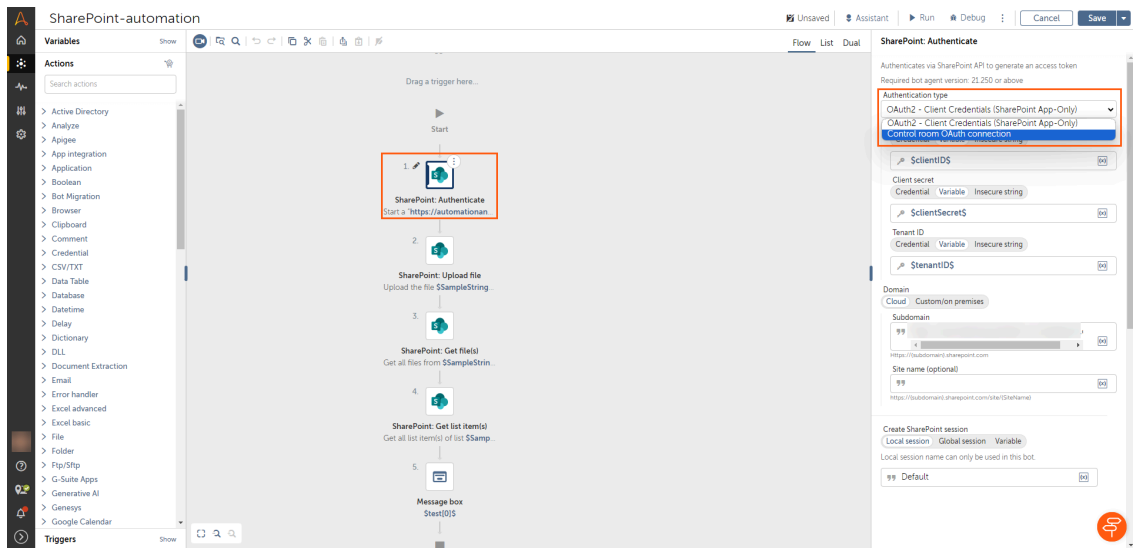 SharePoint-automation
Unsaved
Assistant
Run
Debug
Cancel
Save
Variables
Show
Flow
List
Dual
SharePoint: Authenticate
Actions
Search actions
Active Directory
Analyze
Apigee
App integration
Application
Boolean
Bot Migration
Browser
Clipboard
Comment
Credential
CSV/TXT
Data Table
Database
Datetime
Delay
Dictionary
DLL
Document Extraction
Email
Error handler
Excel advanced
Excel basic
File
Folder
Ftp/Sftp
G-Suite Apps
Generative AI
Genesys
Google Calendar
Triggers
Show
Drag a trigger here...
Start
1.
SharePoint: Authenticate
Start a "https://automationan...
2.
SharePoint: Upload file
Upload the file $SampleString...
3.
SharePoint: Get file(s)
Get all files from $SampleStrin...
4.
SharePoint: Get list item(s)
Get all list item(s) of list $Samp...
5.
Message box
$test[0]$
Authenticates via SharePoint API to generate an access token
Required bot agent version: 21.250 or above
Authentication type
OAuth2 - Client Credentials (SharePoint App-Only)
OAuth2 - Client Credentials (SharePoint App-Only)
Control room OAuth connection
Credential Variable Insecure string
$clientID$
Client secret
Credential Variable Insecure string
$clientSecret$
Tenant ID
Credential Variable Insecure string
$tenantID$
Domain
Cloud Custom/on premises
Subdomain
Https://{subdomain}.sharepoint.com
Site name (optional)
https://{subdomain}.sharepoint.com/site/{SiteName}
Create SharePoint session
Local session Global session Variable
Local session name can only be used in this bot.
Default